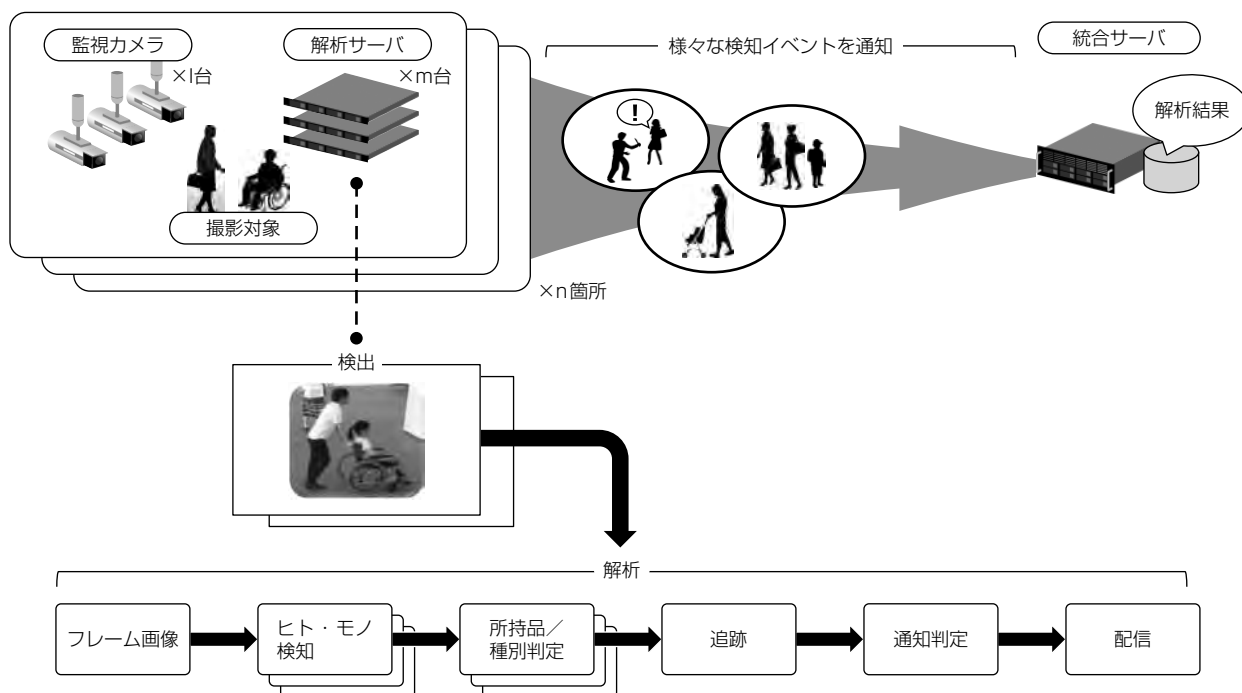 監視カメラ
×l台
解析サーバ
×m台
撮影対象
×n箇所
様々な検知イベントを通知
!
統合サーバ
解析結果
検出
解析
フレーム画像
ヒト・モノ
検知
所持品／
種別判定
追跡
通知判定
配信